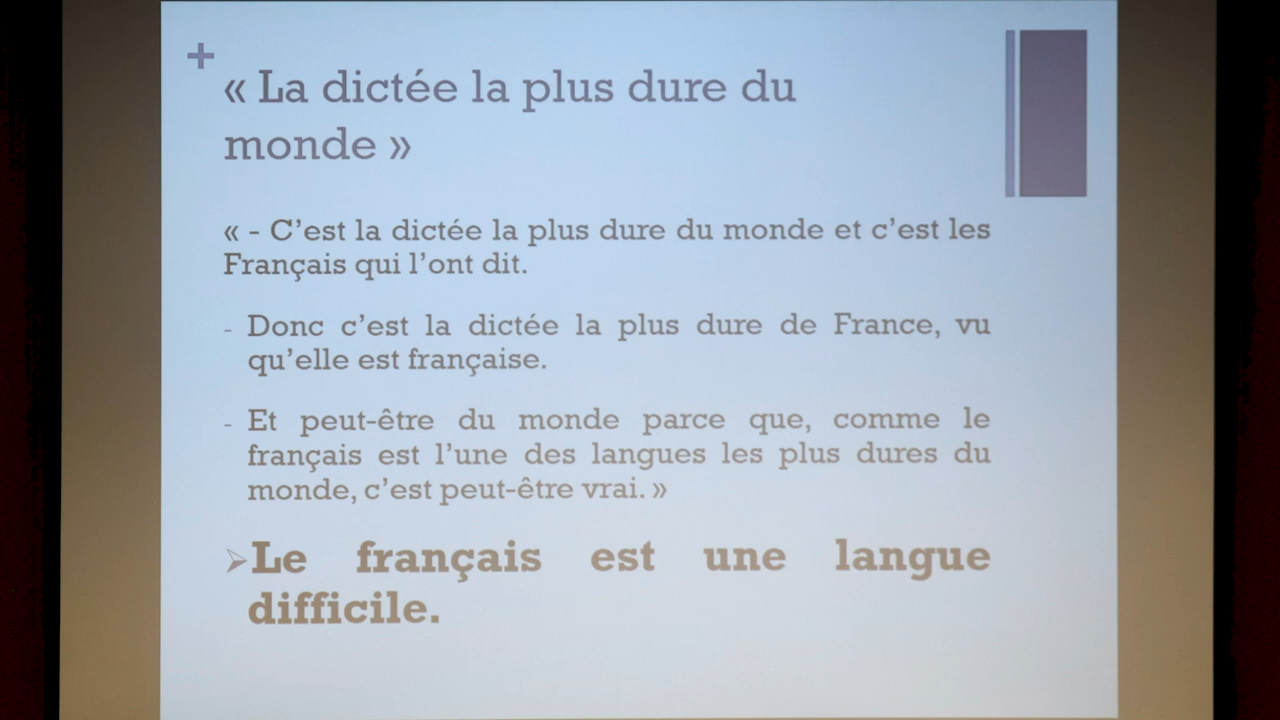 « La dictée la plus dure du
monde »
« - C’est la dictée la plus dure du monde et c’est les
Français qui l’ont dit.
- Donc c’est la dictée la plus dure de France, vu
qu’elle est française.
- Et peut-être du monde parce que, comme le
français est l’une des langues les plus dures du
monde, c’est peut-être vrai. »
➢Le français est une langue
difficile.